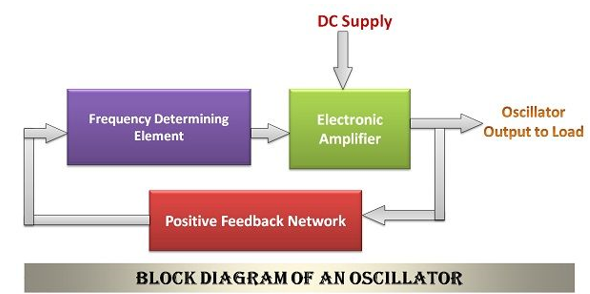 DC Supply
Frequency Determining
Element
Electronic
Amplifier
Oscillator
Output to Load
Positive Feedback Network
BLOCK DIAGRAM OF AN OSCILLATOR